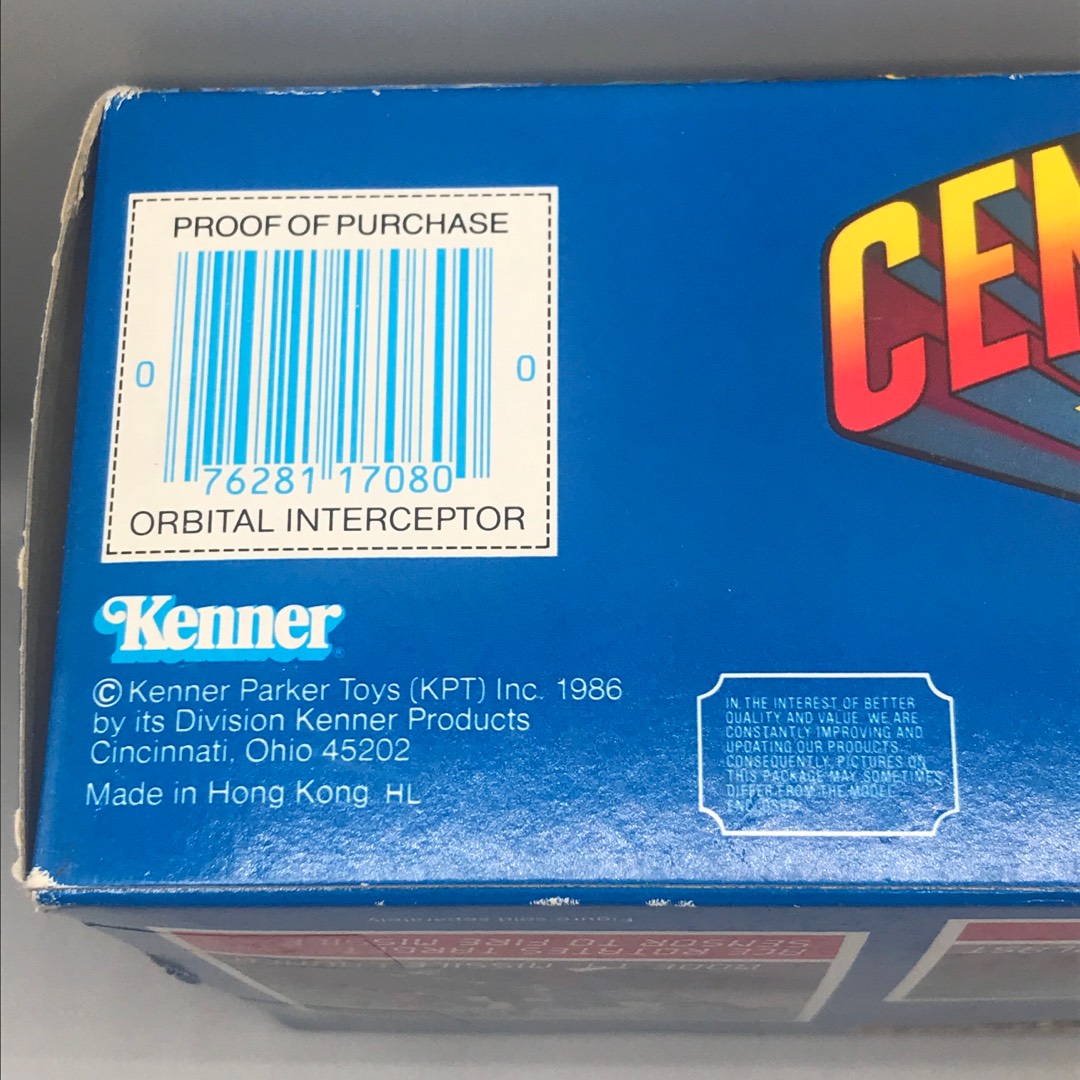 PROOF OF PURCHASE
0 76281 17080 0
ORBITAL INTERCEPTOR
CEN
Kenner
© Kenner Parker Toys (KPT) Inc. 1986
by its Division Kenner Products
Cincinnati, Ohio 45202
Made in Hong Kong HL
IN THE INTEREST OF BETTER
QUALITY AND VALUE, WE ARE
CONSTANTLY IMPROVING AND
UPDATING OUR PRODUCTS.
CONSEQUENTLY, PICTURES ON
THIS PACKAGE MAY SOMETIMES
DIFFER FROM THE MODEL
ENCLOSED.
Figure sold separately